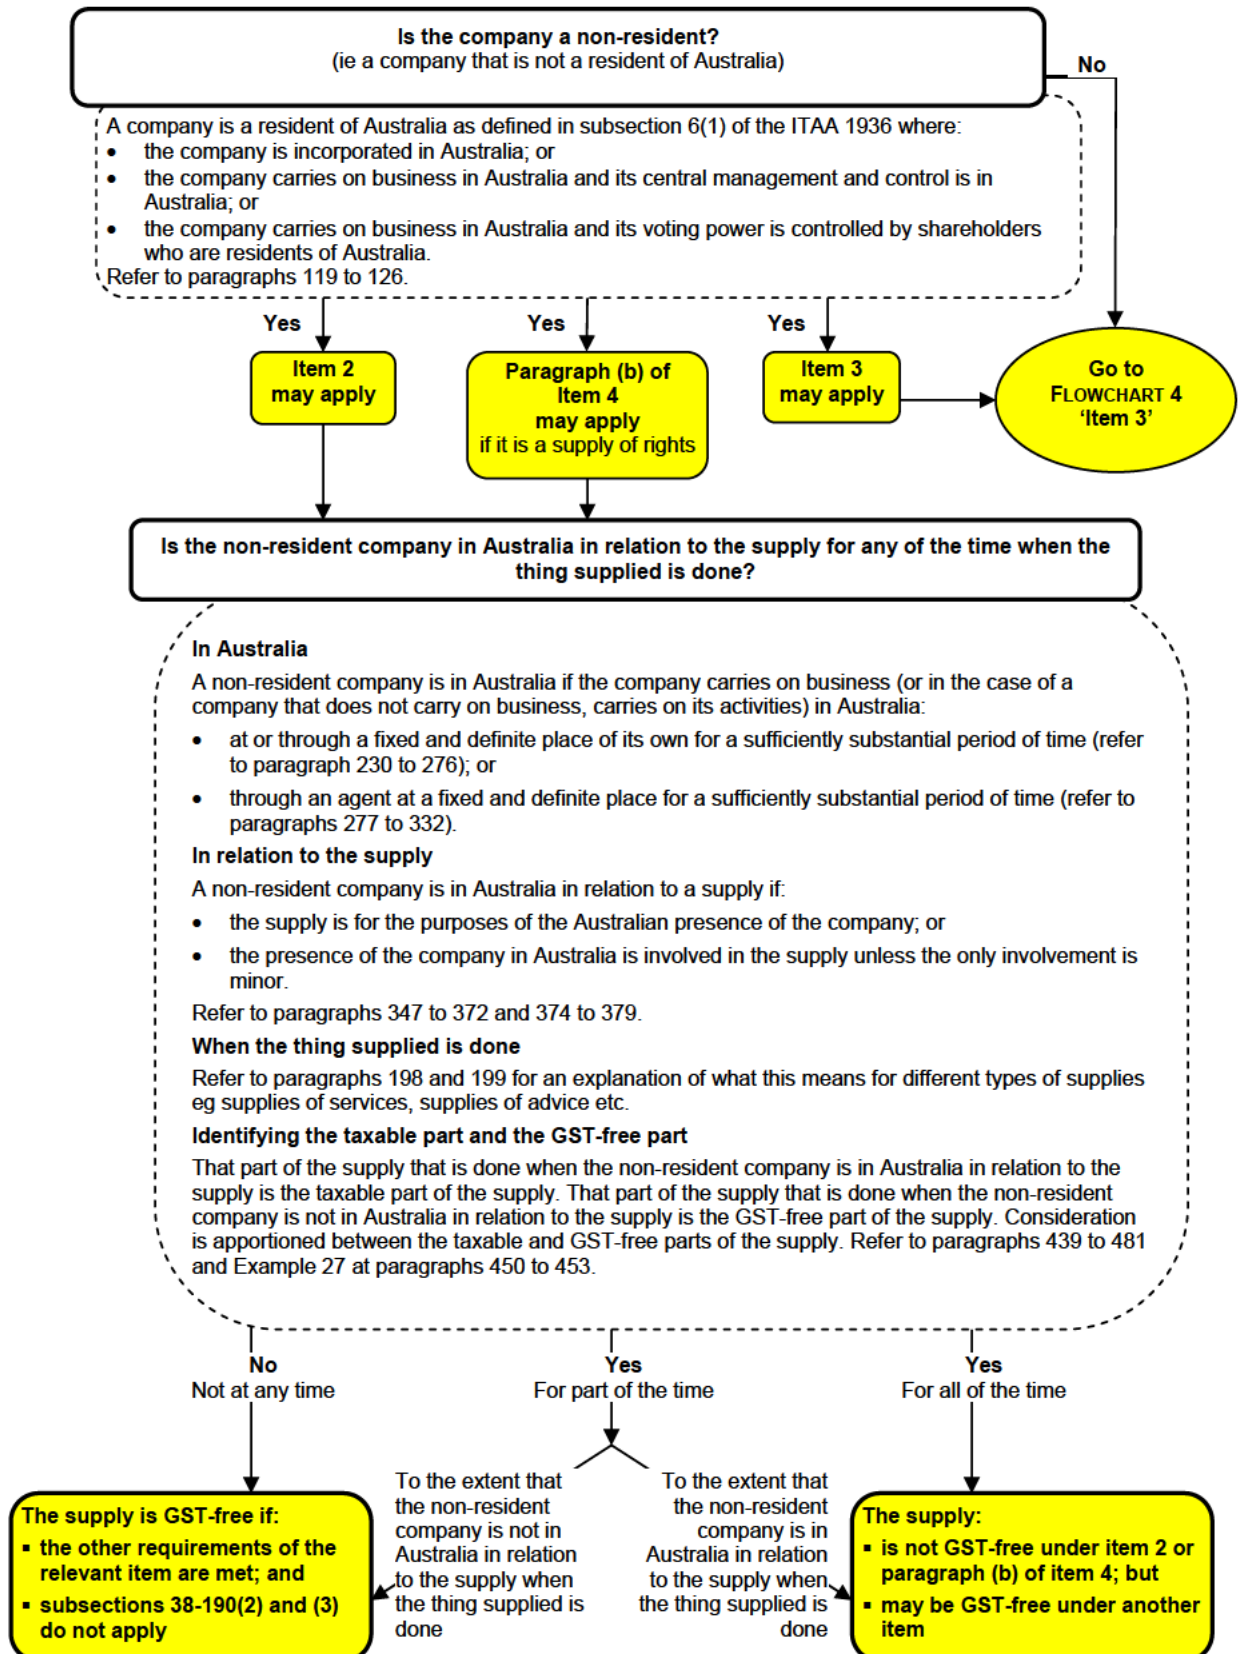 Is the company a non-resident?
(ie a company that is not a resident of Australia)
No
A company is a resident of Australia as defined in subsection 6(1) of the ITAA 1936 where:
• the company is incorporated in Australia; or
• the company carries on business in Australia and its central management and control is in
Australia; or
• the company carries on business in Australia and its voting power is controlled by shareholders
who are residents of Australia.
Refer to paragraphs 119 to 126.
Yes
Yes
Yes
Item 2
may apply
Paragraph (b) of
Item 4
may apply
if it is a supply of rights
Item 3
may apply
Go to
FLOWCHART 4
‘Item 3’
Is the non-resident company in Australia in relation to the supply for any of the time when the
thing supplied is done?
In Australia
A non-resident company is in Australia if the company carries on business (or in the case of a
company that does not carry on business, carries on its activities) in Australia:
• at or through a fixed and definite place of its own for a sufficiently substantial period of time (refer
to paragraph 230 to 276); or
• through an agent at a fixed and definite place for a sufficiently substantial period of time (refer to
paragraphs 277 to 332).
In relation to the supply
A non-resident company is in Australia in relation to a supply if:
• the supply is for the purposes of the Australian presence of the company; or
• the presence of the company in Australia is involved in the supply unless the only involvement is
minor.
Refer to paragraphs 347 to 372 and 374 to 379.
When the thing supplied is done
Refer to paragraphs 198 and 199 for an explanation of what this means for different types of supplies
eg supplies of services, supplies of advice etc.
Identifying the taxable part and the GST-free part
That part of the supply that is done when the non-resident company is in Australia in relation to the
supply is the taxable part of the supply. That part of the supply that is done when the non-resident
company is not in Australia in relation to the supply is the GST-free part of the supply. Consideration
is apportioned between the taxable and GST-free parts of the supply. Refer to paragraphs 439 to 481
and Example 27 at paragraphs 450 to 453.
No
Not at any time
Yes
For part of the time
Yes
For all of the time
The supply is GST-free if:
▪ the other requirements of the
relevant item are met; and
▪ subsections 38-190(2) and (3)
do not apply
To the extent that
the non-resident
company is not in
Australia in relation
to the supply when
the thing supplied is
done
To the extent that
the non-resident
company is in
Australia in relation
to the supply when
the thing supplied is
done
The supply:
▪ is not GST-free under item 2 or
paragraph (b) of item 4; but
▪ may be GST-free under another
item